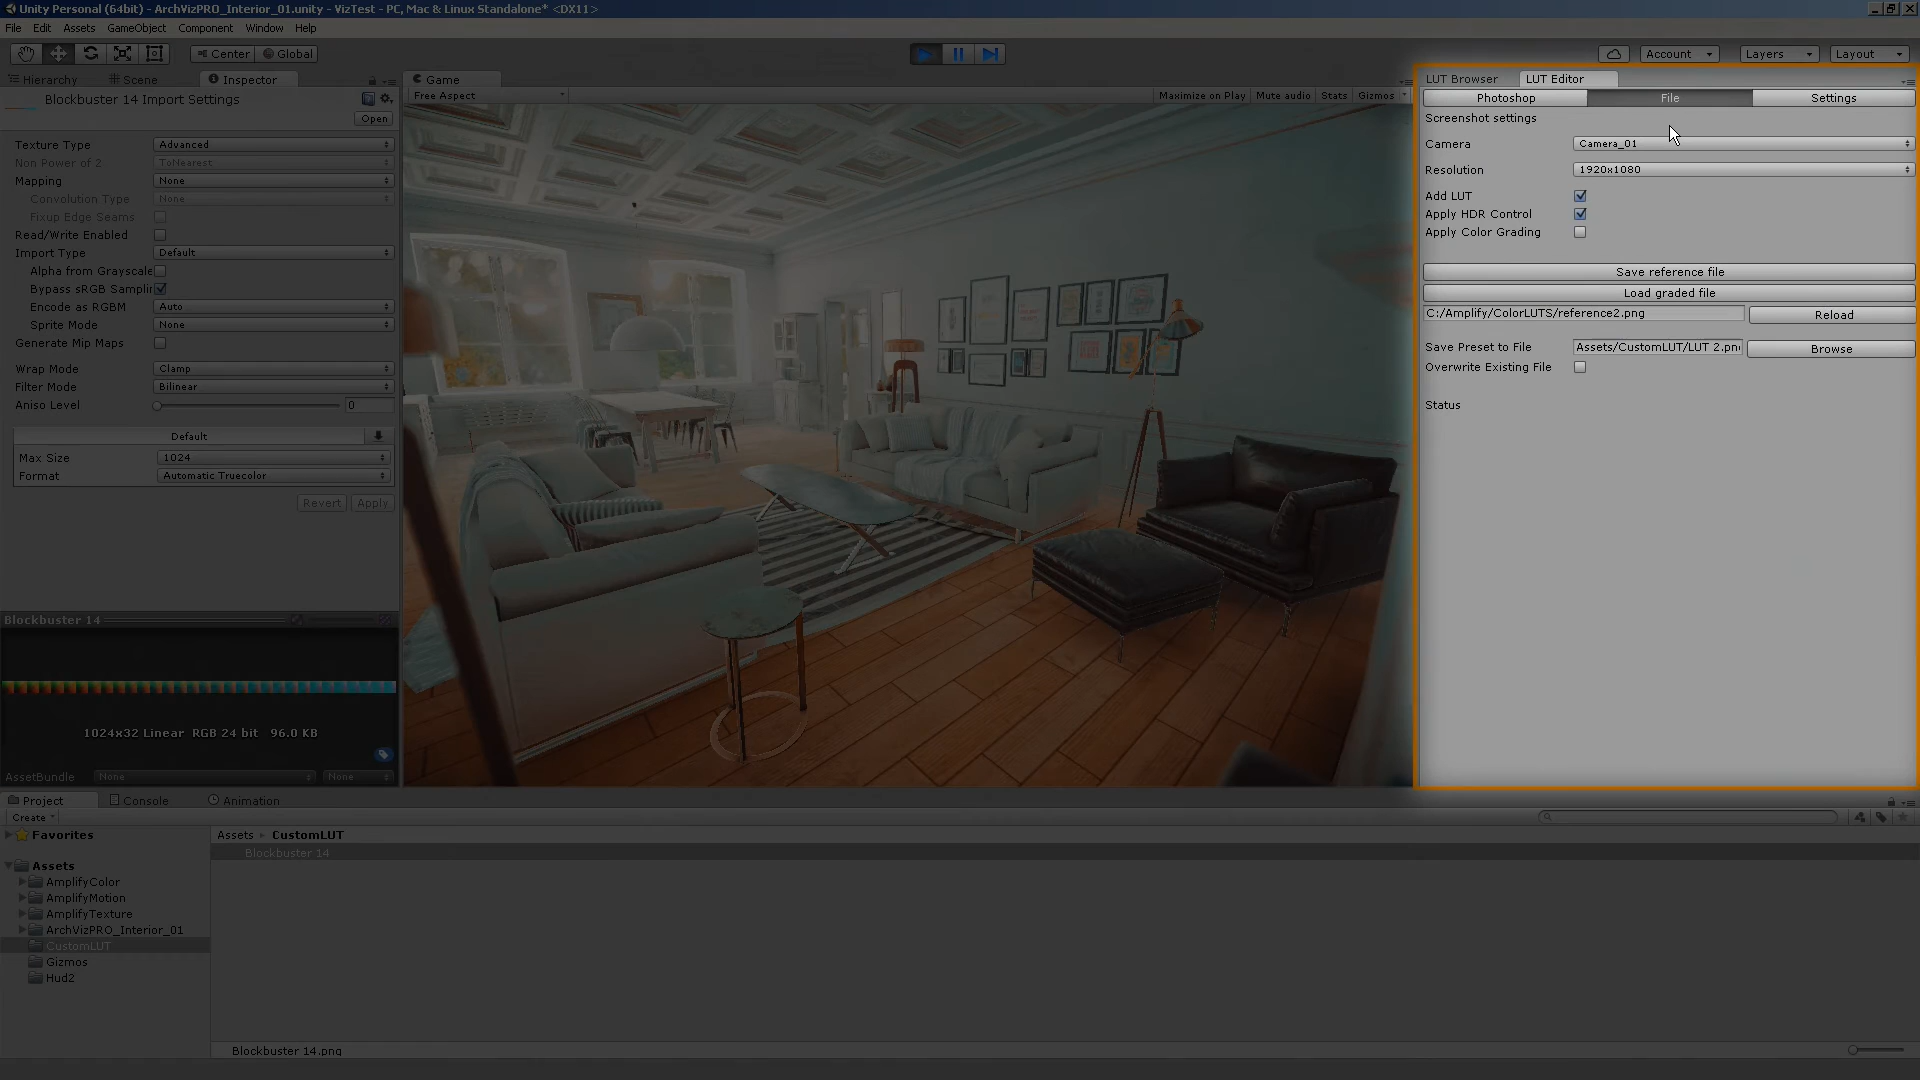 Unity Personal (64bit) - ArchVizPRO_Interior_01.unity - VizTest - PC, Mac & Linux Standalone* <DX11>
File Edit Assets GameObject Component Window Help
Center Global Account Layers Layout
Hierarchy Scene Inspector
Blockbuster 14 Import Settings
Open
Texture Type Advanced
Non Power of 2 ToNearest
Mapping None
Convolution Type None
Fixup Edge Seams
Read/Write Enabled
Import Type Default
Alpha from Grayscale
Bypass sRGB Samplin
Encode as RGBM Auto
Sprite Mode None
Generate Mip Maps
Wrap Mode Clamp
Filter Mode Bilinear
Aniso Level 0
Default
Max Size 1024
Format Automatic Truecolor
Revert Apply
Blockbuster 14
1024x32 Linear RGB 24 bit 96.0 KB
AssetBundle None None
Game
Free Aspect Maximize on Play Mute audio Stats Gizmos
LUT Browser LUT Editor
Photoshop File Settings
Screenshot settings
Camera Camera_01
Resolution 1920x1080
Add LUT
Apply HDR Control
Apply Color Grading
Save reference file
Load graded file
C:/Amplify/ColorLUTS/reference2.png Reload
Save Preset to File Assets/CustomLUT/LUT 2.pn Browse
Overwrite Existing File
Status
Project Console Animation
Create
Favorites
Assets
AmplifyColor
AmplifyMotion
AmplifyTexture
ArchVizPRO_Interior_01
CustomLUT
Gizmos
Hud2
Assets CustomLUT
Blockbuster 14
Blockbuster 14.png